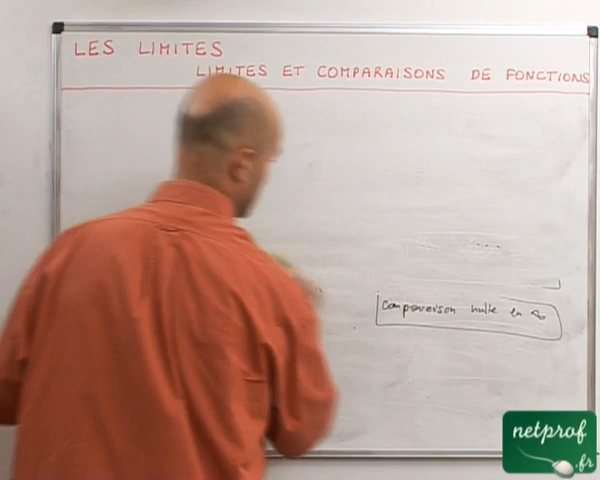 LES LIMITES
LIMITES ET COMPARAISONS DE FONCTIONS
Comparaison nulle en ∞
netprof
.fr